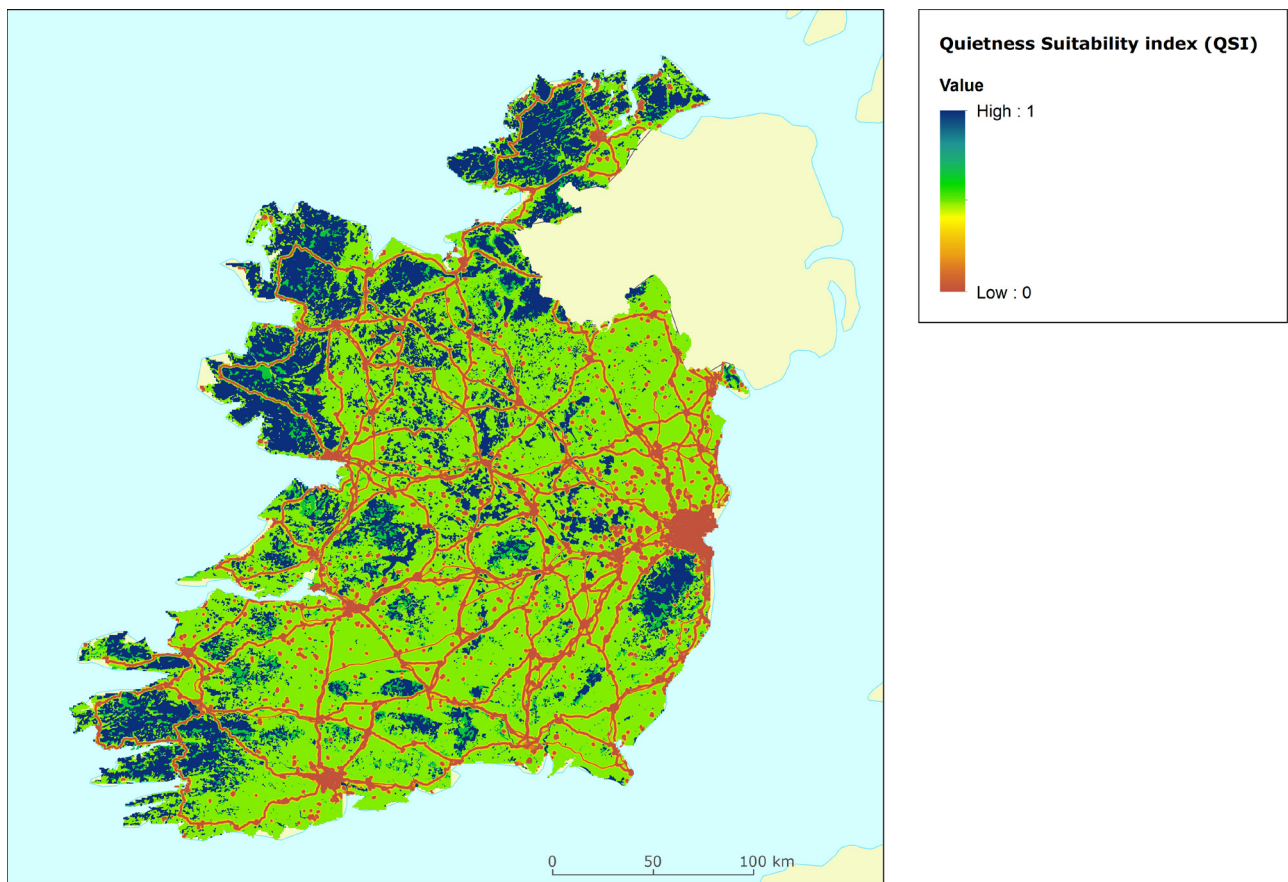 Quietness Suitability index (QSI)
Value
High : 1
Low : 0
0 50 100 km